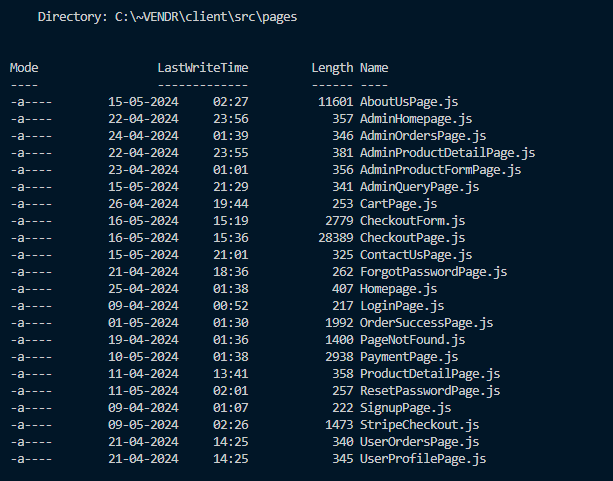 Directory: C:\~VENDR\client\src\pages
Mode LastWriteTime Length Name
---- ------------- ------ ----
-a---- 15-05-2024 02:27 11601 AboutUsPage.js
-a---- 22-04-2024 23:56 357 AdminHomepage.js
-a---- 24-04-2024 01:39 346 AdminOrdersPage.js
-a---- 22-04-2024 23:55 381 AdminProductDetailPage.js
-a---- 23-04-2024 01:01 356 AdminProductFormPage.js
-a---- 15-05-2024 21:29 341 AdminQueryPage.js
-a---- 26-04-2024 19:44 253 CartPage.js
-a---- 16-05-2024 15:19 2779 CheckoutForm.js
-a---- 16-05-2024 15:36 28389 CheckoutPage.js
-a---- 15-05-2024 21:01 325 ContactUsPage.js
-a---- 21-04-2024 18:36 262 ForgotPasswordPage.js
-a---- 25-04-2024 01:38 407 Homepage.js
-a---- 09-04-2024 00:52 217 LoginPage.js
-a---- 01-05-2024 01:30 1992 OrderSuccessPage.js
-a---- 19-04-2024 01:36 1400 PageNotFound.js
-a---- 10-05-2024 01:38 2938 PaymentPage.js
-a---- 11-04-2024 13:41 358 ProductDetailPage.js
-a---- 11-05-2024 02:01 257 ResetPasswordPage.js
-a---- 09-04-2024 01:07 222 SignupPage.js
-a---- 09-05-2024 02:26 1473 StripeCheckout.js
-a---- 21-04-2024 14:25 340 UserOrdersPage.js
-a---- 21-04-2024 14:25 345 UserProfilePage.js